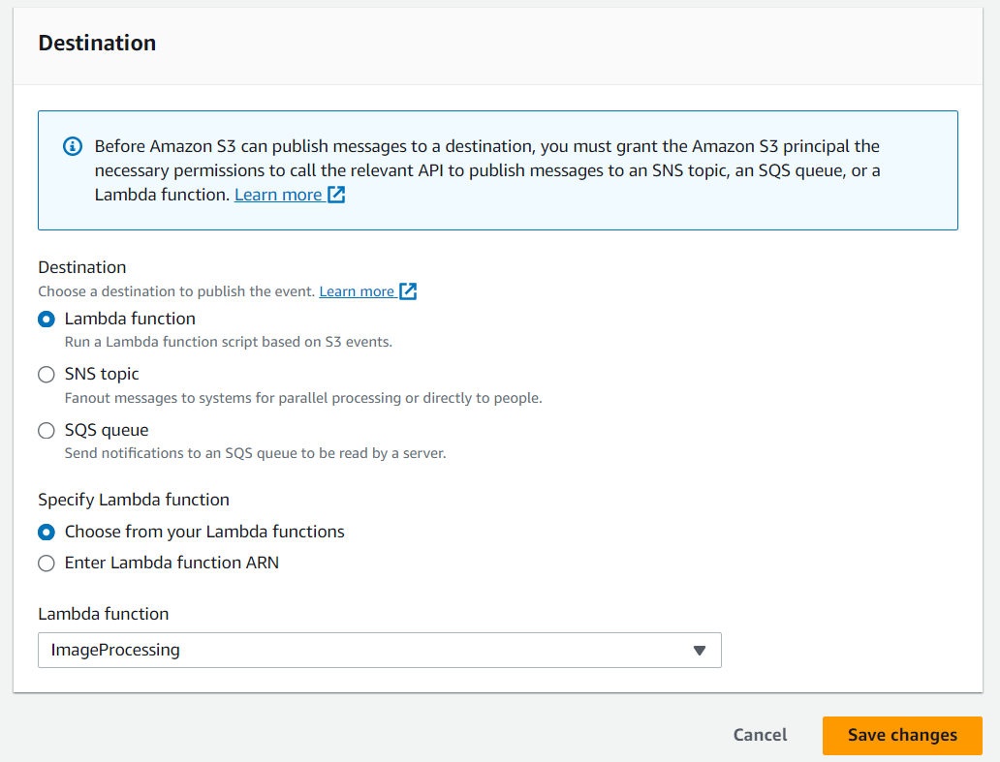 Destination
Before Amazon S3 can publish messages to a destination, you must grant the Amazon S3 principal the
necessary permissions to call the relevant API to publish messages to an SNS topic, an SQS queue, or a
Lambda function. Learn more
Destination
Choose a destination to publish the event. Learn more
Lambda function
Run a Lambda function script based on S3 events.
SNS topic
Fanout messages to systems for parallel processing or directly to people.
SQS queue
Send notifications to an SQS queue to be read by a server.
Specify Lambda function
Choose from your Lambda functions
Enter Lambda function ARN
Lambda function
ImageProcessing
Cancel Save changes